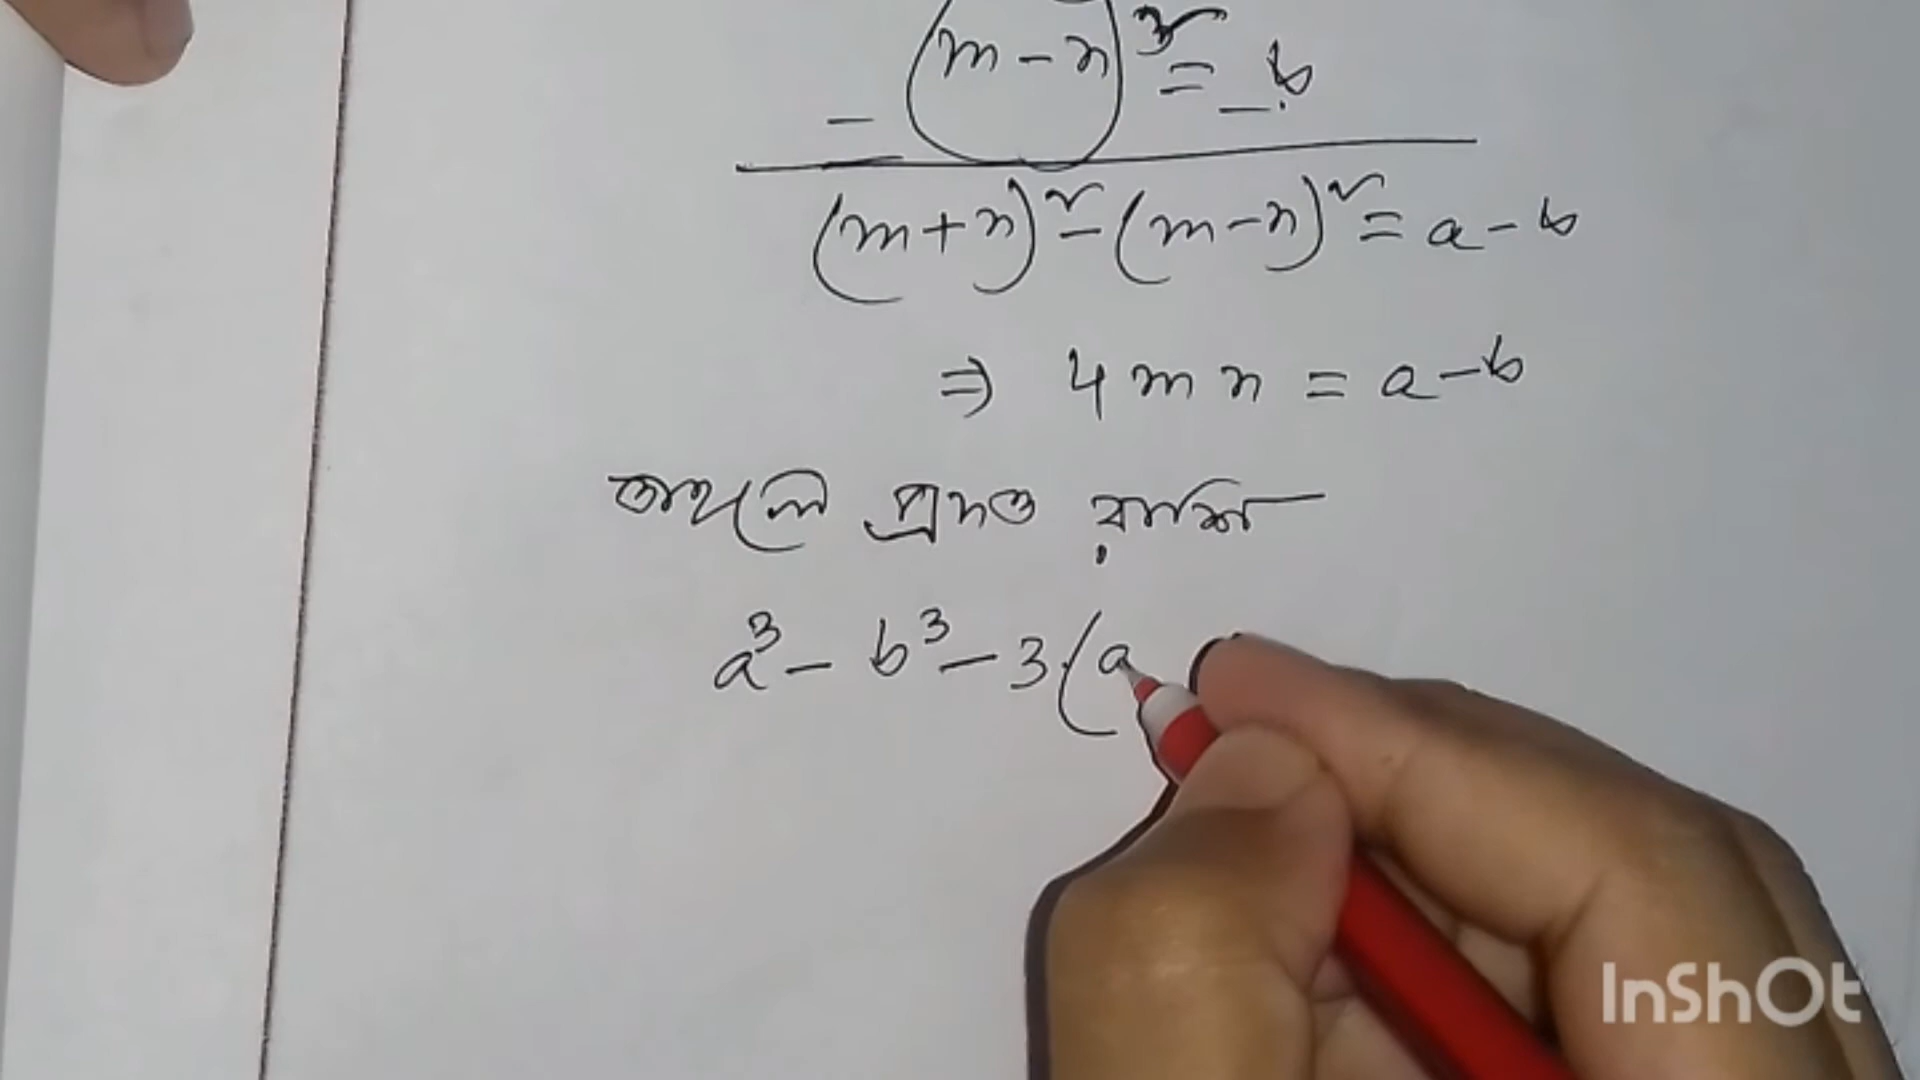 (m-n)² = b
- -
(m+n)² - (m-n)² = a-b
⇒ 4mn = a-b
তাহলে প্রদত্ত রাশি
a³ - b³ - 3(a
InShOt